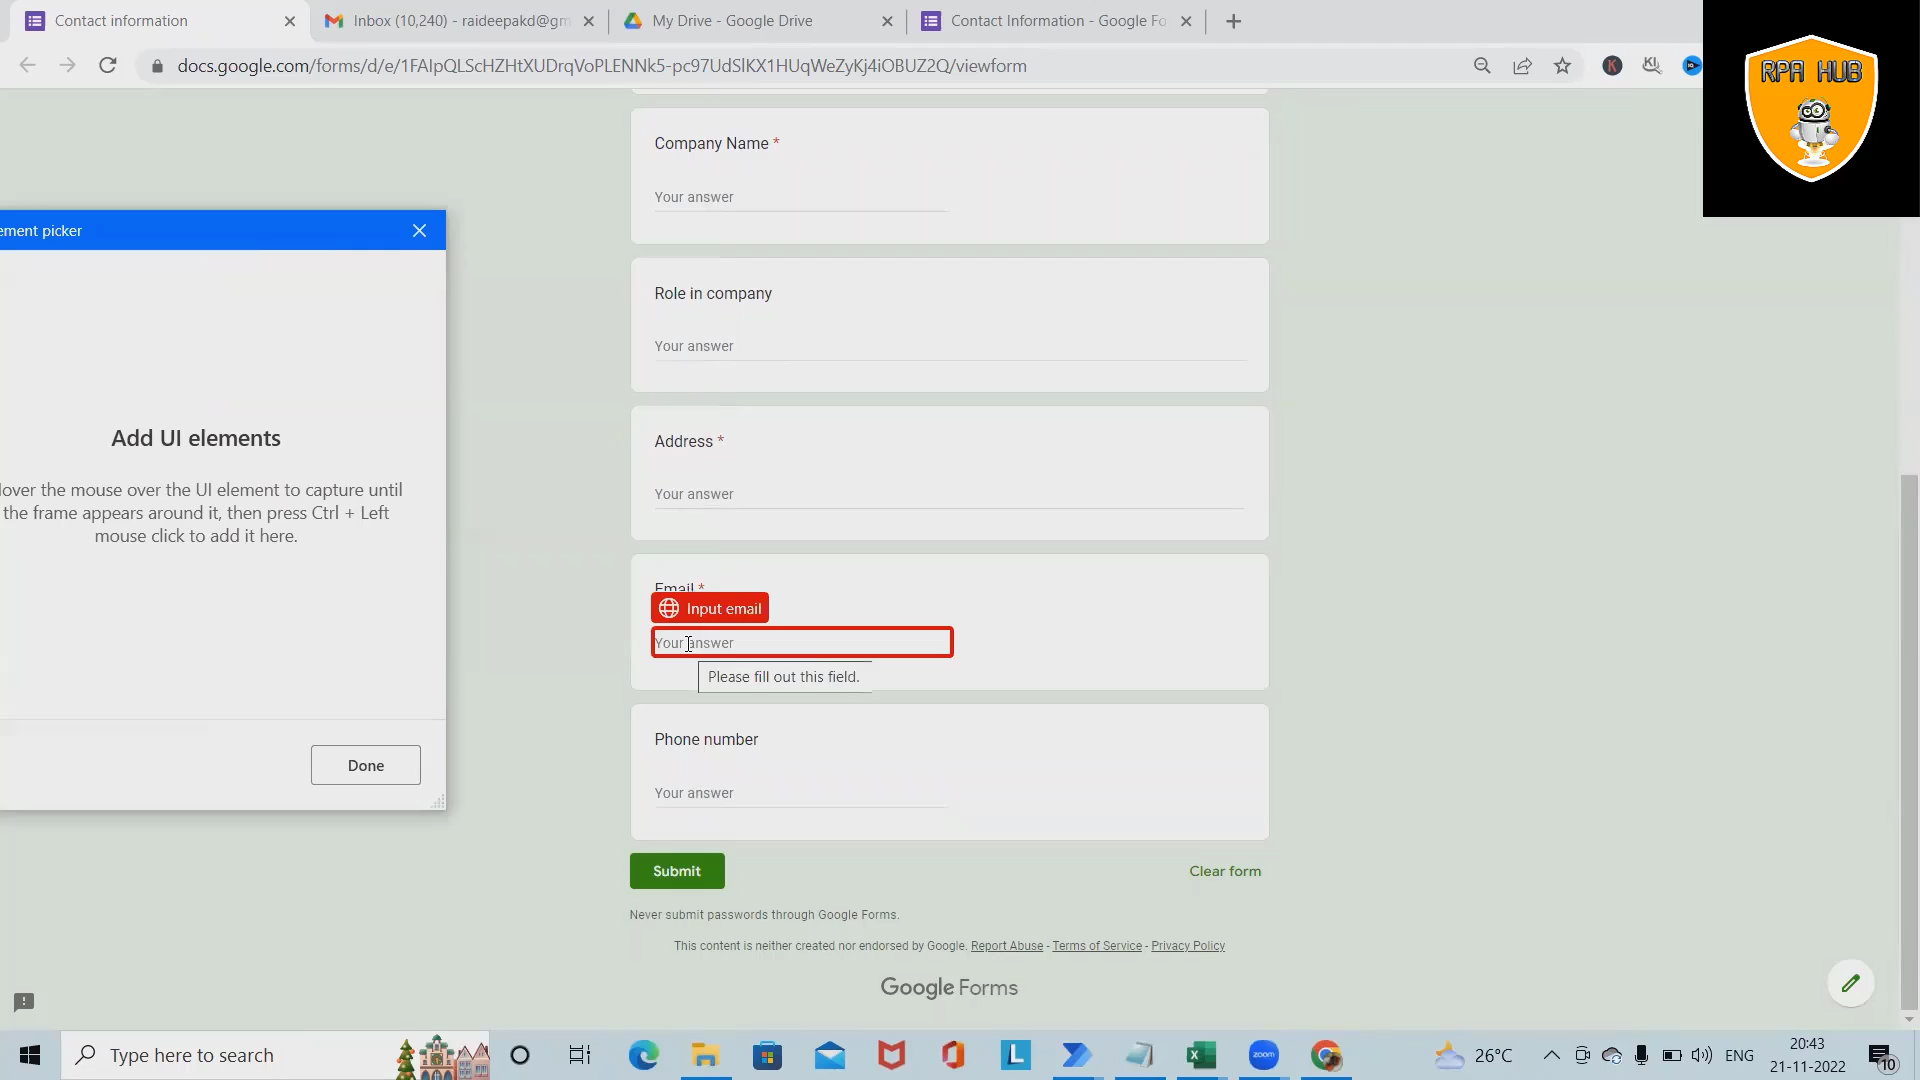 Contact information
Inbox (10,240) - raideepakd@gm
My Drive - Google Drive
Contact Information - Google Fo
docs.google.com/forms/d/e/1FAIpQLScHZHtXUDrqVoPLENNk5-pc97UdSlKX1HUqWeZyKj4iOBUZ2Q/viewform
RPA HUB
Company Name *
Your answer
ement picker
Role in company
Your answer
Add UI elements
Address *
over the mouse over the UI element to capture until
the frame appears around it, then press Ctrl + Left
mouse click to add it here.
Your answer
Email *
Input email
Your answer
Please fill out this field.
Phone number
Done
Your answer
Submit
Clear form
Never submit passwords through Google Forms.
This content is neither created nor endorsed by Google. Report Abuse - Terms of Service - Privacy Policy
Google Forms
Type here to search
L
zoom
26°C
ENG
20:43
21-11-2022
10